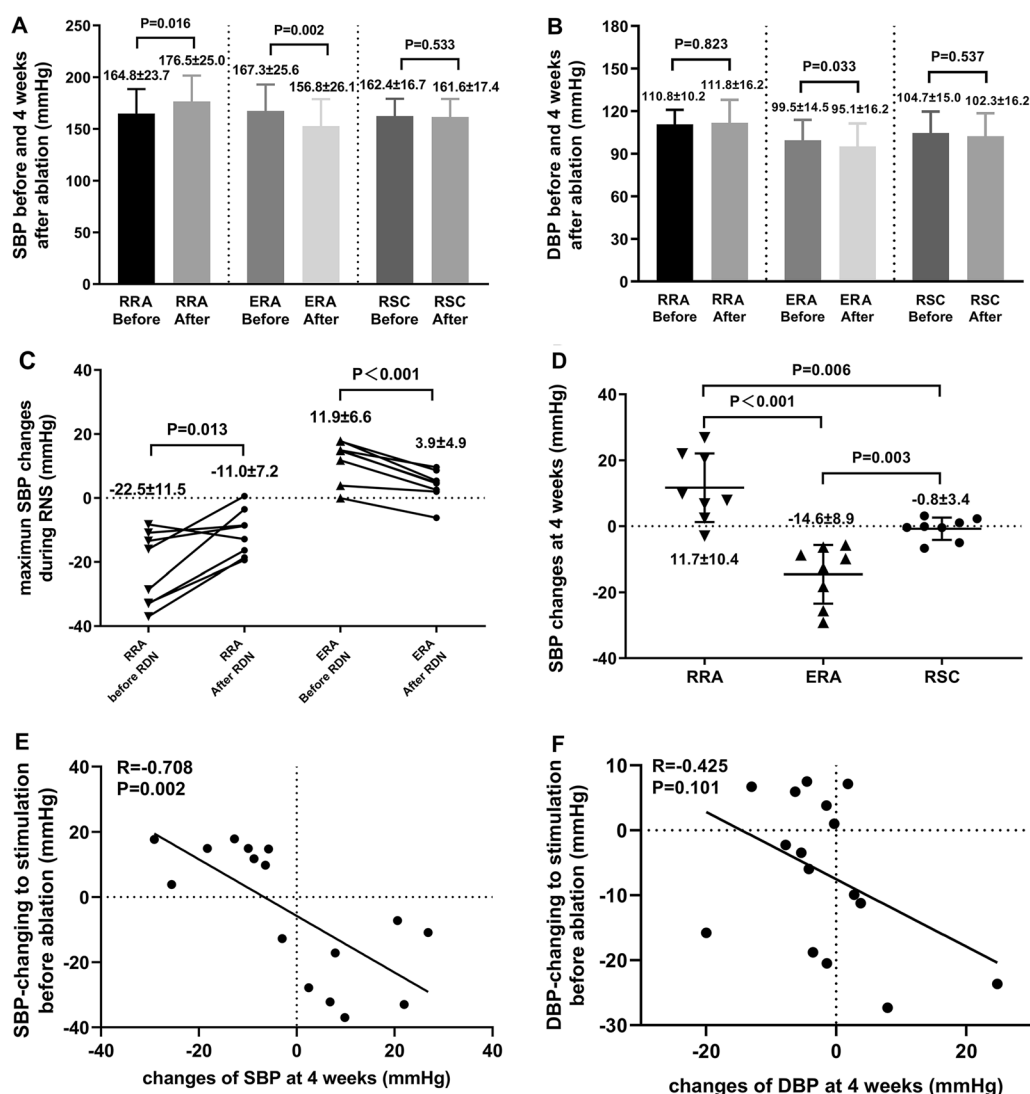 A
SBP before and 4 weeks
after ablation (mmHg)
250
200
150
100
50
0
P=0.016
P=0.002
P=0.533
164.8±23.7
176.5±25.0
167.3±25.6
156.8±26.1
162.4±16.7
161.6±17.4
RRA
Before
RRA
After
ERA
Before
ERA
After
RSC
Before
RSC
After
B
DBP before and 4 weeks
after ablation (mmHg)
180
150
120
90
60
30
0
P=0.823
P=0.033
P=0.537
110.8±10.2
111.8±16.2
99.5±14.5
95.1±16.2
104.7±15.0
102.3±16.2
RRA
Before
RRA
After
ERA
Before
ERA
After
RSC
Before
RSC
After
C
maximun SBP changes
during RNS (mmHg)
40
20
0
-20
-40
P=0.013
P<0.001
-22.5±11.5
-11.0±7.2
11.9±6.6
3.9±4.9
RRA
before RDN
RRA
After RDN
ERA
Before RDN
ERA
After RDN
D
SBP changes at 4 weeks (mmHg)
40
20
0
-20
-40
P=0.006
P<0.001
P=0.003
11.7±10.4
-14.6±8.9
-0.8±3.4
RRA
ERA
RSC
E
SBP-changing to stimulation
before ablation (mmHg)
R=-0.708
P=0.002
40
20
0
-20
-40
-40
-20
0
20
40
changes of SBP at 4 weeks (mmHg)
F
DBP-changing to stimulation
before ablation (mmHg)
R=-0.425
P=0.101
10
0
-10
-20
-30
-20
0
20
changes of DBP at 4 weeks (mmHg)